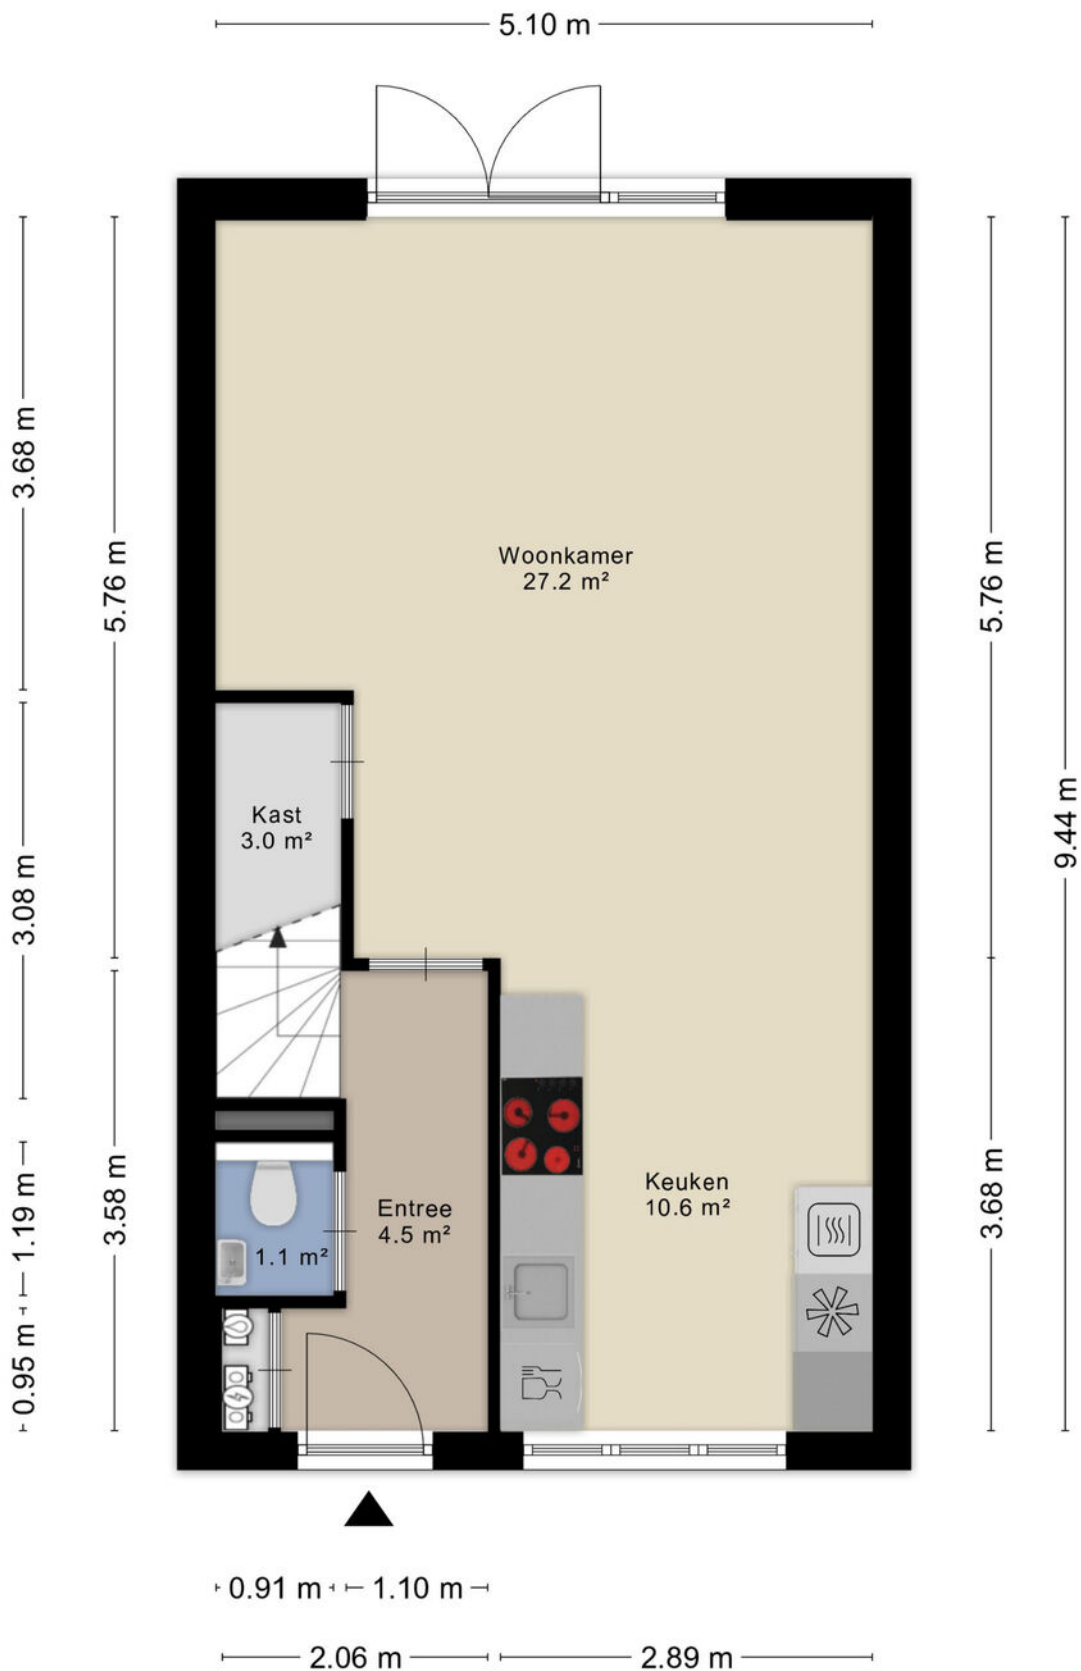 5.10 m
3.68 m
5.76 m
5.76 m
9.44 m
Woonkamer
27.2 m²
Kast
3.0 m²
3.08 m
Keuken
10.6 m²
Entree
4.5 m²
1.1 m²
1.19 m
3.58 m
3.68 m
0.95 m
0.91 m
1.10 m
2.06 m
2.89 m